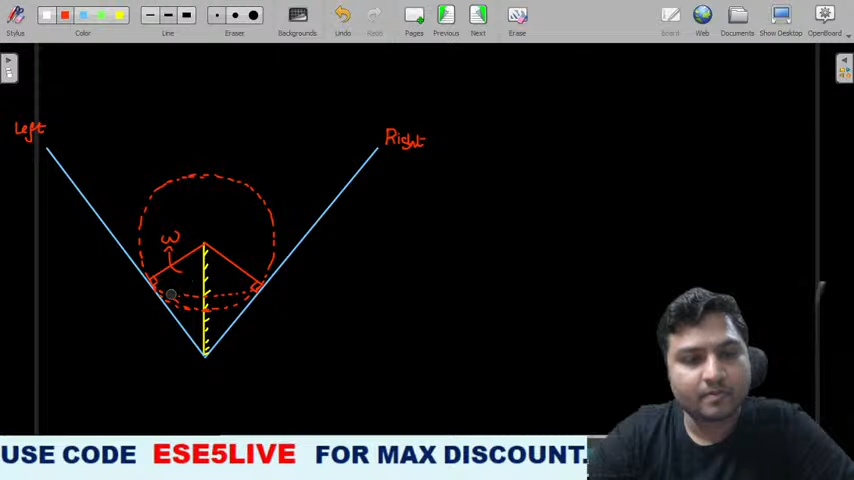 Stylus
Color
Line
Eraser
Backgrounds
Undo
Redo
Pages
Previous
Next
Erase
Board
Web
Documents
Show Desktop
OpenBoard
Left
Right
ω
USE CODE ESE5LIVE FOR MAX DISCOUNT.